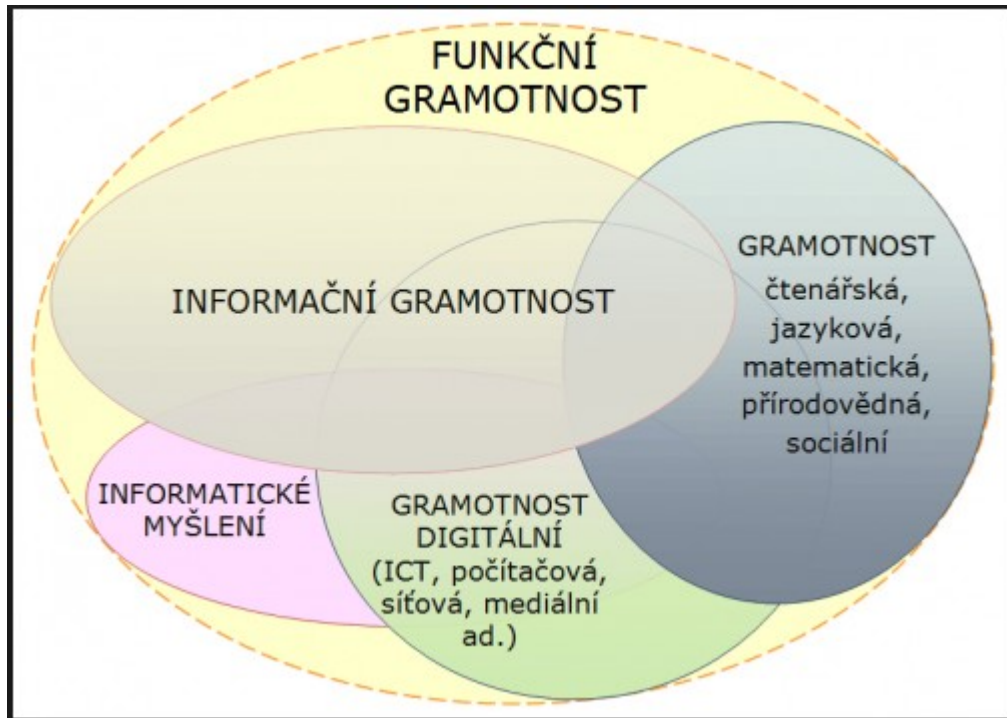 FUNKČNÍ
GRAMOTNOST
INFORMAČNÍ GRAMOTNOST
GRAMOTNOST
čtenářská,
jazyková,
matematická,
přírodovědná,
sociální
INFORMATICKÉ
MYŠLENÍ
GRAMOTNOST
DIGITÁLNÍ
(ICT, počítačová,
síťová, mediální
ad.)